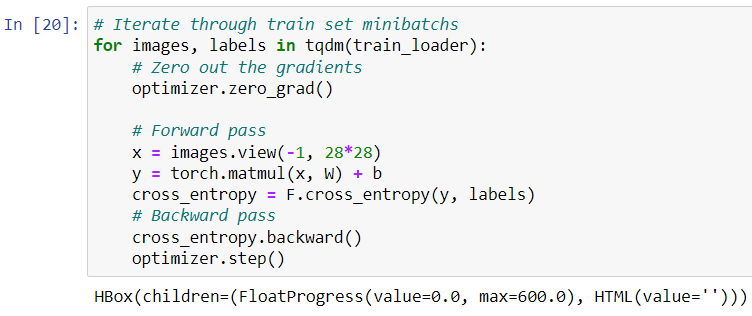 In [20]: # Iterate through train set minibatchs
for images, labels in tqdm(train_loader):
    # Zero out the gradients
    optimizer.zero_grad()

    # Forward pass
    x = images.view(-1, 28*28)
    y = torch.matmul(x, W) + b
    cross_entropy = F.cross_entropy(y, labels)
    # Backward pass
    cross_entropy.backward()
    optimizer.step()
HBox(children=(FloatProgress(value=0.0, max=600.0), HTML(value='')))